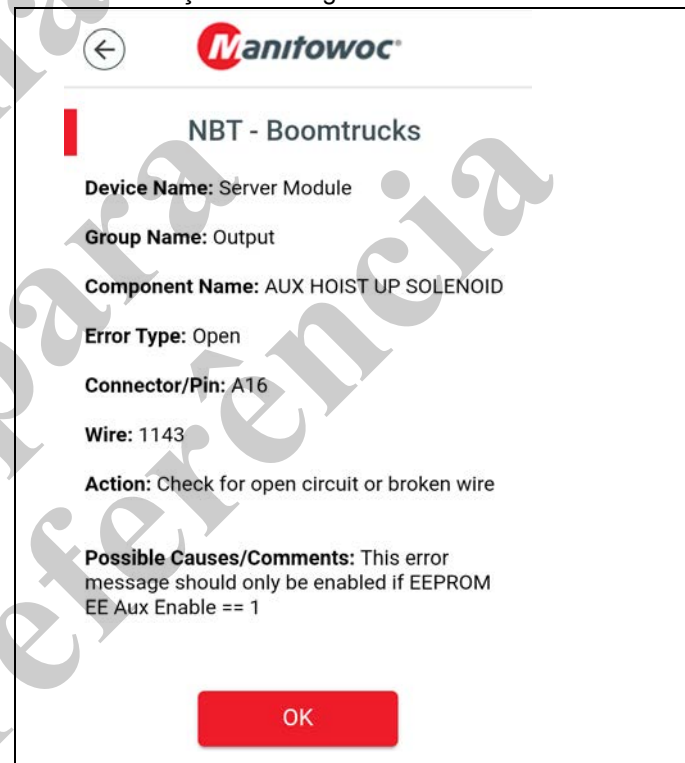 Manitowoc
NBT - Boomtrucks
Device Name: Server Module
Group Name: Output
Component Name: AUX HOIST UP SOLENOID
Error Type: Open
Connector/Pin: A16
Wire: 1143
Action: Check for open circuit or broken wire
Possible Causes/Comments: This error
message should only be enabled if EEPROM
EE Aux Enable == 1
OK
para
referência